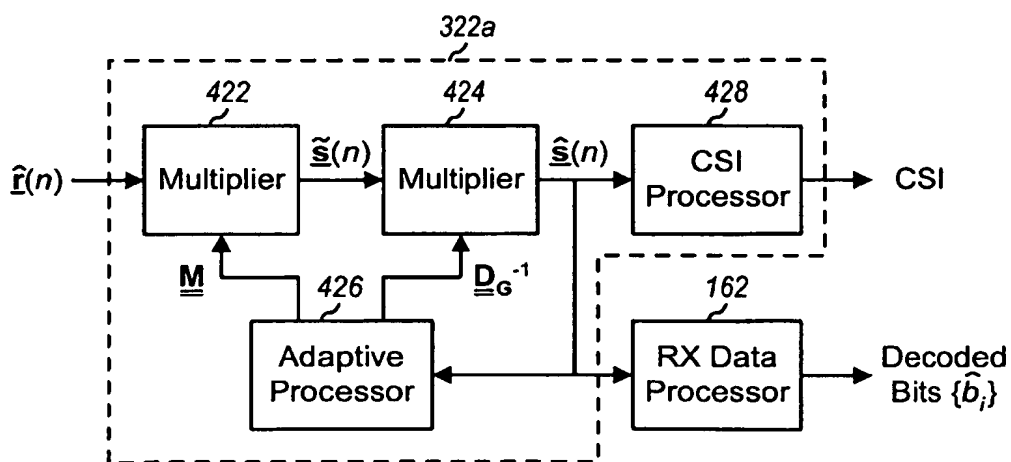 322a
422
424
428
r̂(n)
Multiplier
s̃(n)
Multiplier
ŝ(n)
CSI
Processor
CSI
M
426
D_G⁻¹
162
Adaptive
Processor
RX Data
Processor
Decoded
Bits {b̂ᵢ}